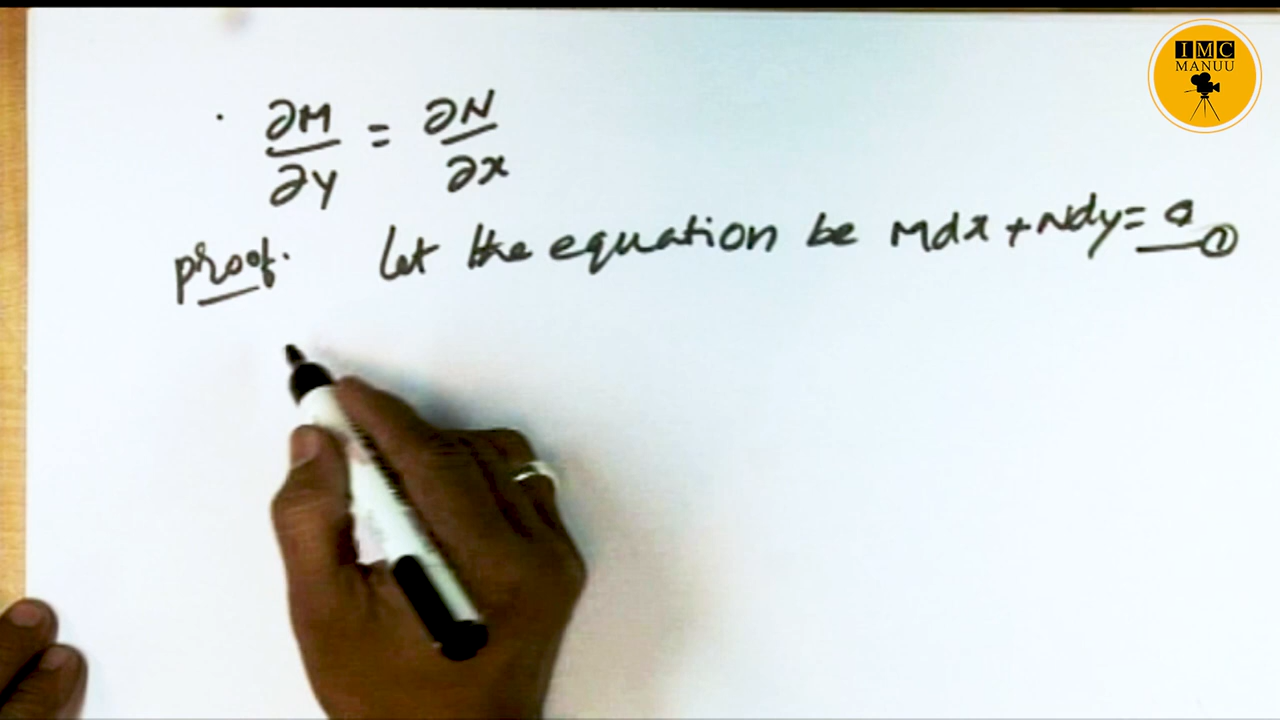 IMC
MANUU
∂M/∂y = ∂N/∂x
proof. Let the equation be Mdx + Ndy = 0 —①